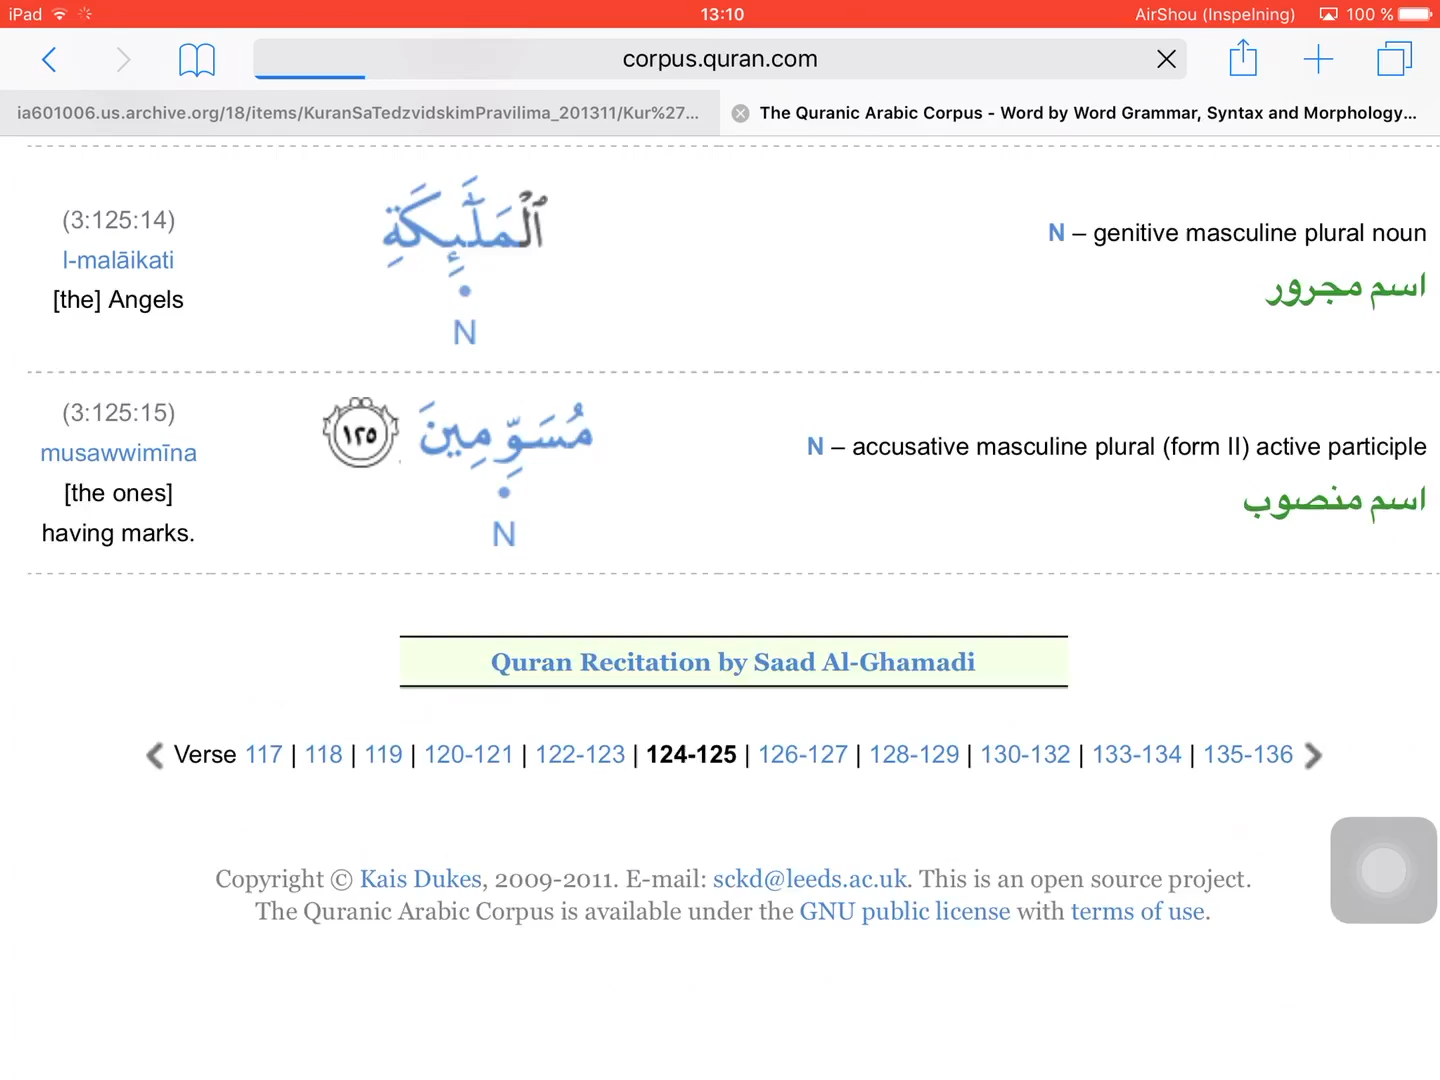 iPad 13:10 AirShou (Inspelning) 100 %
corpus.quran.com
ia601006.us.archive.org/18/items/KuranSaTedzvidskimPravilima_201311/Kur%27... The Quranic Arabic Corpus - Word by Word Grammar, Syntax and Morphology...
(3:125:14)
l-malāikati
[the] Angels
ٱلْمَلَٰٓئِكَةِ
N
N – genitive masculine plural noun
اسم مجرور
(3:125:15)
musawwimīna
[the ones]
having marks.
مُسَوِّمِينَ ١٢٥
N
N – accusative masculine plural (form II) active participle
اسم منصوب
Quran Recitation by Saad Al-Ghamadi
Verse 117 | 118 | 119 | 120-121 | 122-123 | 124-125 | 126-127 | 128-129 | 130-132 | 133-134 | 135-136
Copyright © Kais Dukes, 2009-2011. E-mail: sckd@leeds.ac.uk. This is an open source project.
The Quranic Arabic Corpus is available under the GNU public license with terms of use.